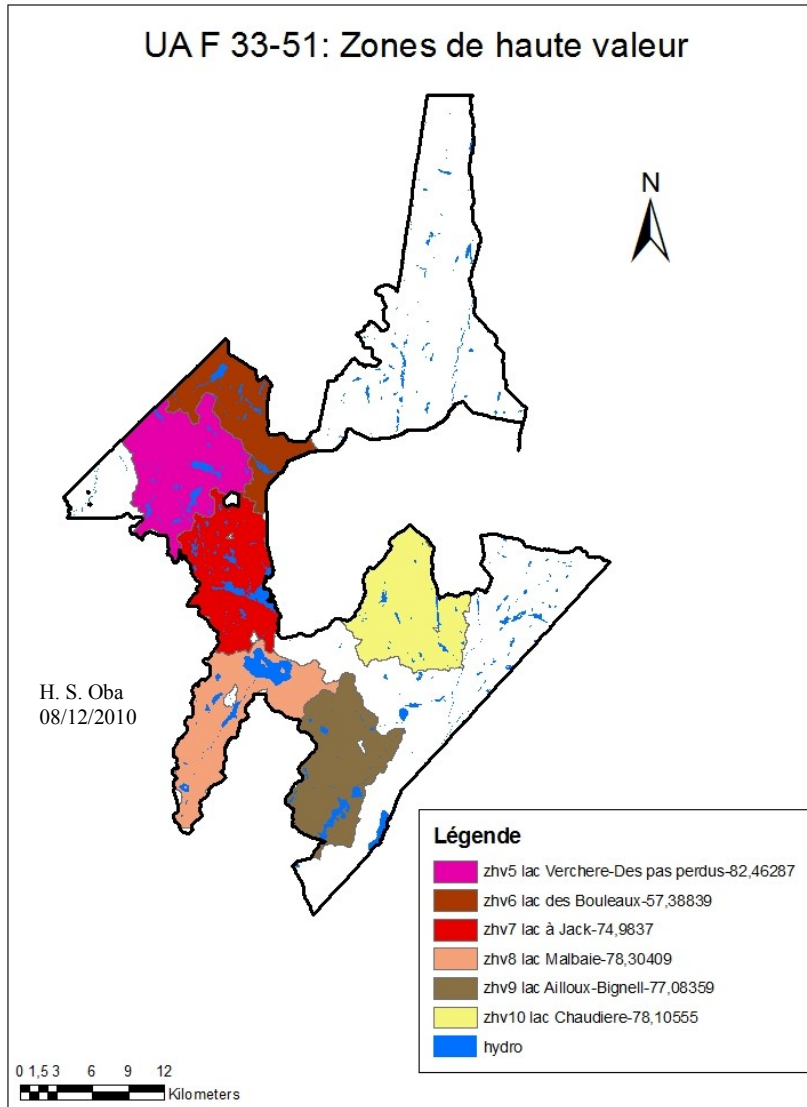 UA F 33-51: Zones de haute valeur
N
H. S. Oba
08/12/2010
Légende
zhv5 lac Verchere-Des pas perdus-82,46287
zhv6 lac des Bouleaux-57,38839
zhv7 lac à Jack-74,9837
zhv8 lac Malbaie-78,30409
zhv9 lac Ailloux-Bignell-77,08359
zhv10 lac Chaudiere-78,10555
hydro
0 1,5 3 6 9 12
Kilometers